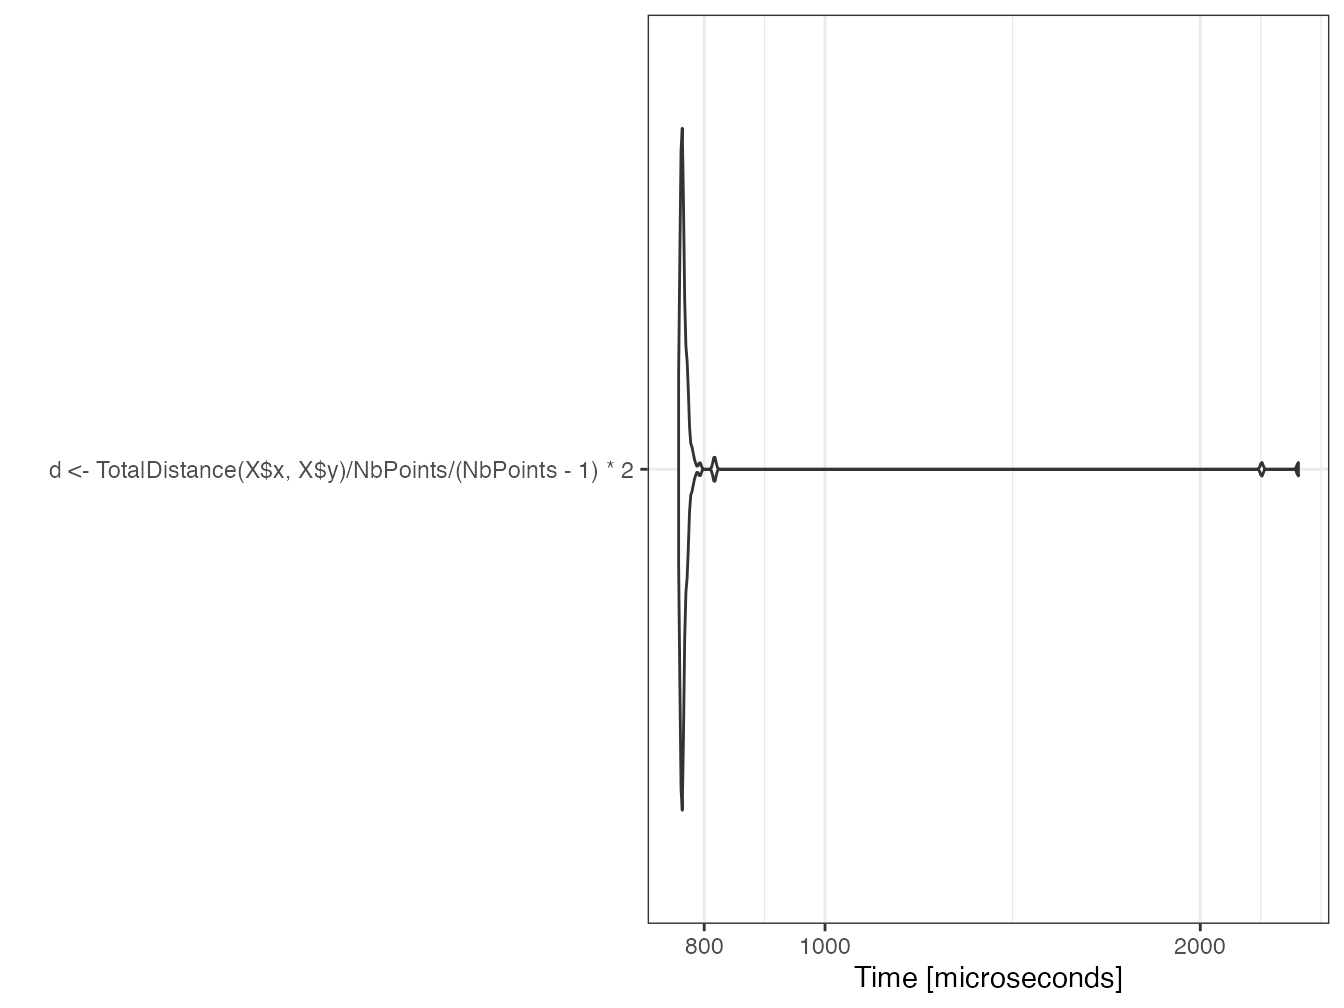 d <- TotalDistance(X$x, X$y)/NbPoints/(NbPoints - 1) * 2
800 1000 2000
Time [microseconds]